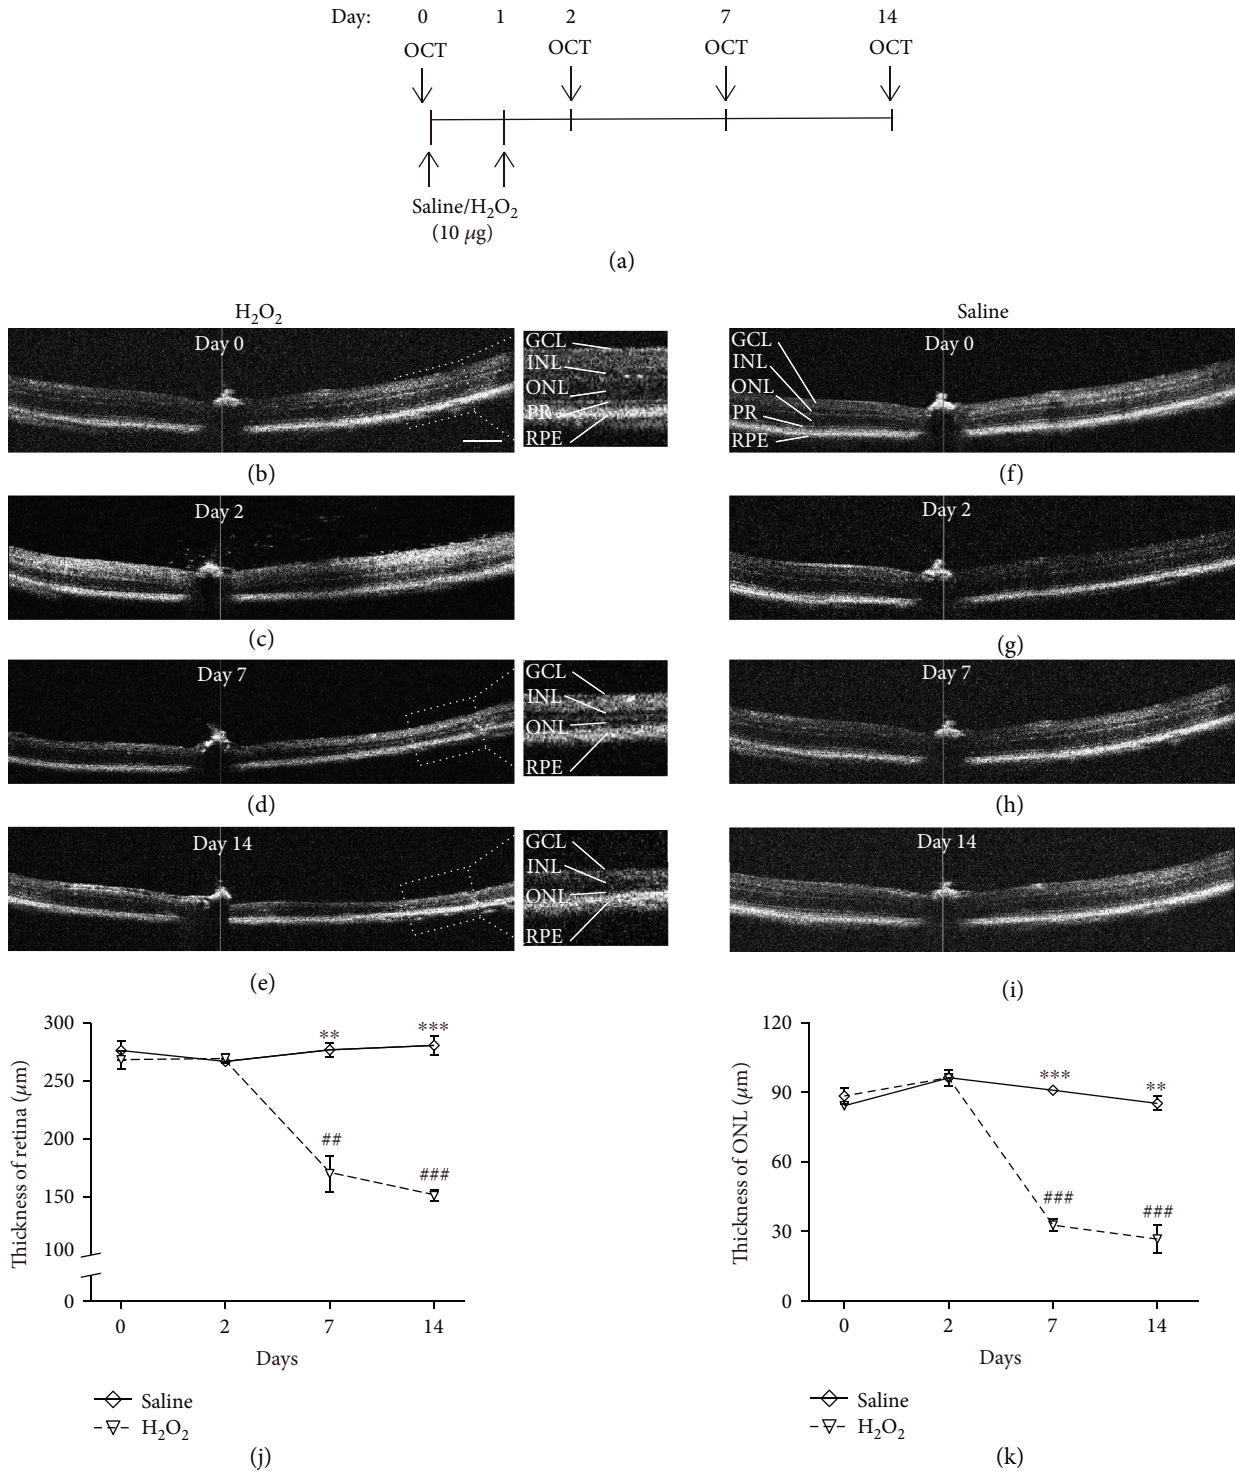 Day: 0 1 2 7 14
OCT OCT OCT OCT
Saline/H₂O₂
(10 μg)
(a)
H₂O₂
Day 0
GCL
INL
ONL
PR
RPE
(b)
Saline
Day 0
GCL
INL
ONL
PR
RPE
(f)
Day 2
(c)
Day 2
(g)
Day 7
GCL
INL
ONL
RPE
(d)
Day 7
(h)
Day 14
GCL
INL
ONL
RPE
(e)
Day 14
(i)
Thickness of retina (μm)
300
250
200
150
100
0
** ***
##
###
0 2 7 14
Days
Saline
H₂O₂
(j)
Thickness of ONL (μm)
120
90
60
30
0
*** **
### ###
0 2 7 14
Days
Saline
H₂O₂
(k)